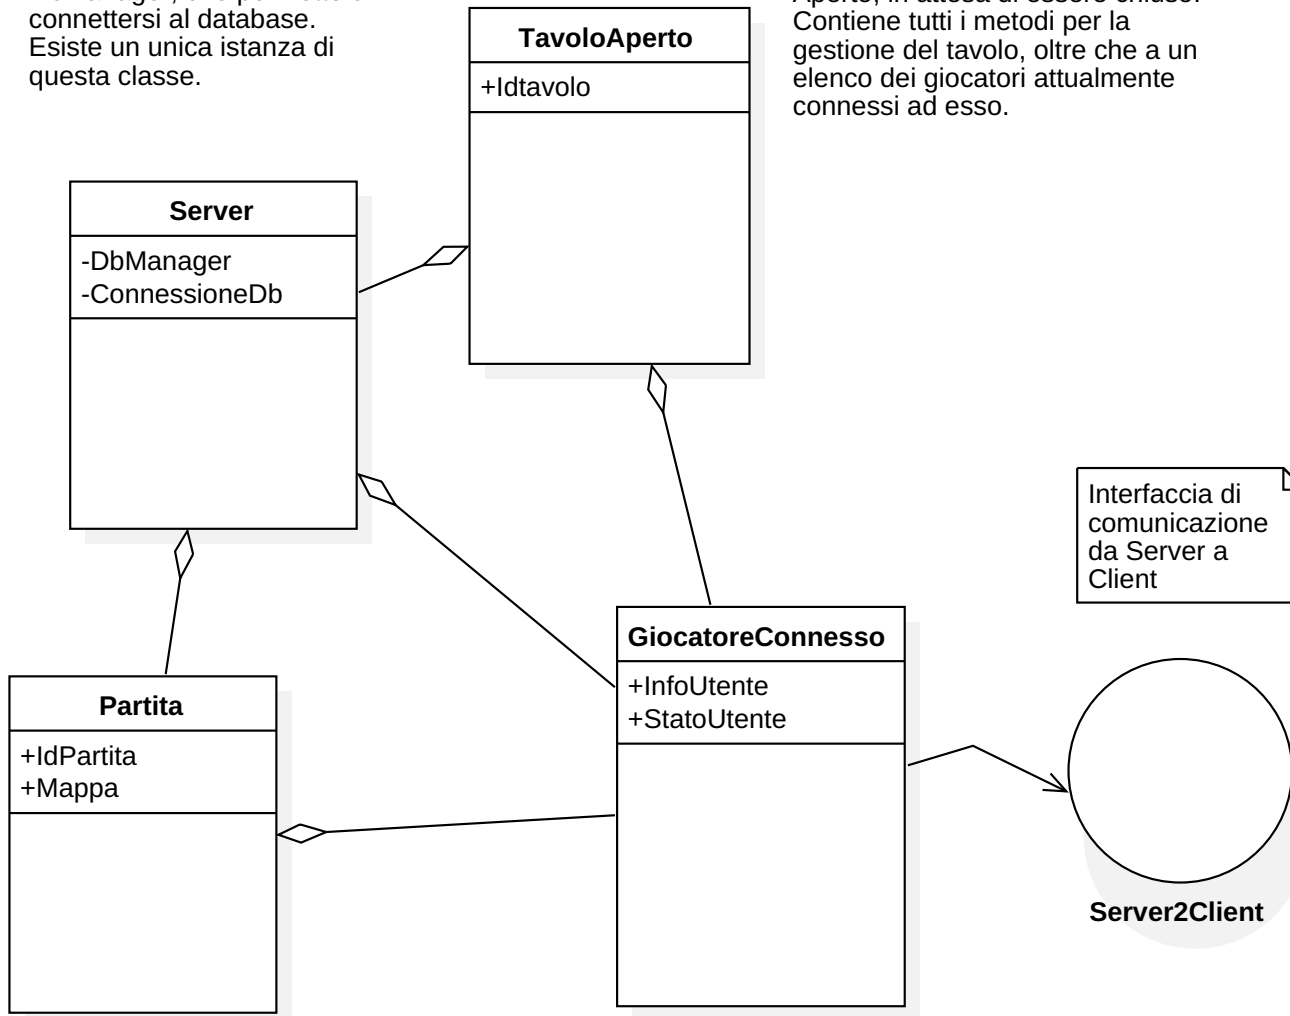 connettersi al database.
Esiste un unica istanza di
questa classe.
TavoloAperto
+Idtavolo
Contiene tutti i metodi per la
gestione del tavolo, oltre che a un
elenco dei giocatori attualmente
connessi ad esso.
Server
-DbManager
-ConnessioneDb
Interfaccia di
comunicazione
da Server a
Client
GiocatoreConnesso
+InfoUtente
+StatoUtente
Partita
+IdPartita
+Mappa
Server2Client